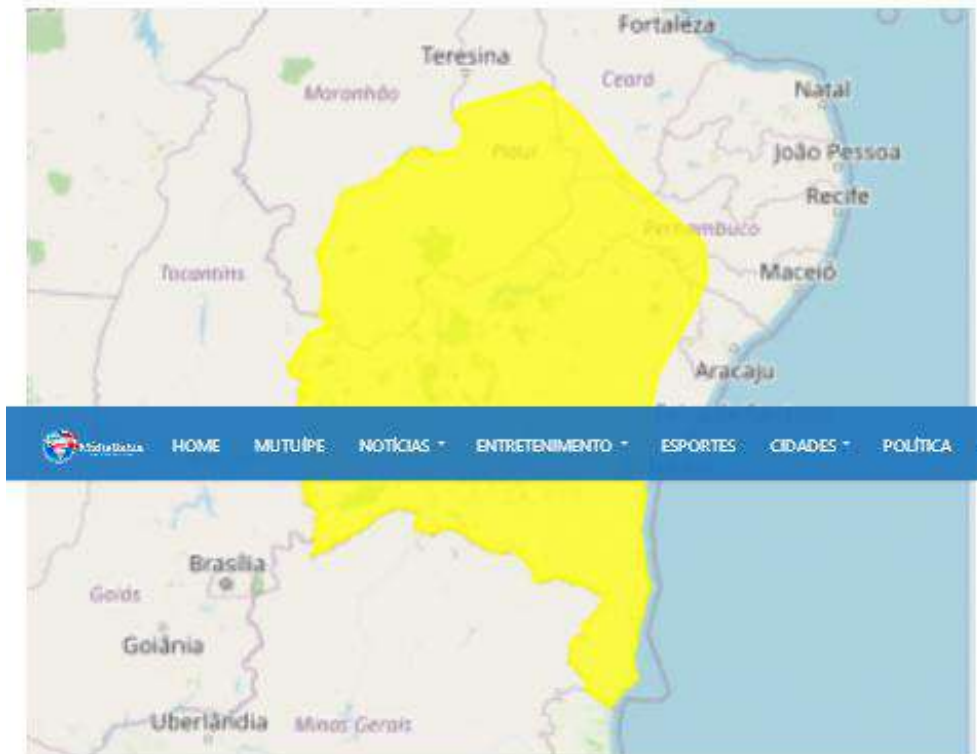 Fortaleza
Teresina
Ceará
Maranhão
Natal
Piauí
João Pessoa
Recife
Pernambuco
Tocantins
Maceió
Aracaju
MídiaBahia HOME MUTUÍPE NOTÍCIAS ENTRETENIMENTO ESPORTES CIDADES POLÍTICA
Brasília
Goiás
Goiânia
Uberlândia
Minas Gerais